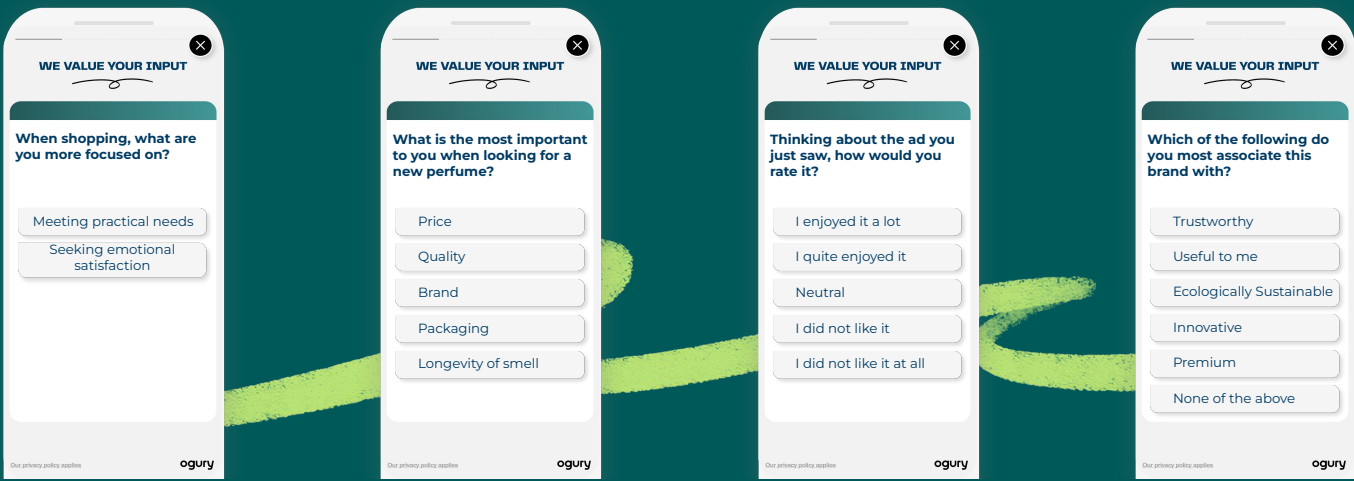 WE VALUE YOUR INPUT
When shopping, what are
you more focused on?
Meeting practical needs
Seeking emotional
satisfaction
Our privacy policy applies
ogury
WE VALUE YOUR INPUT
What is the most important
to you when looking for a
new perfume?
Price
Quality
Brand
Packaging
Longevity of smell
Our privacy policy applies
ogury
WE VALUE YOUR INPUT
Thinking about the ad you
just saw, how would you
rate it?
I enjoyed it a lot
I quite enjoyed it
Neutral
I did not like it
I did not like it at all
Our privacy policy applies
ogury
WE VALUE YOUR INPUT
Which of the following do
you most associate this
brand with?
Trustworthy
Useful to me
Ecologically Sustainable
Innovative
Premium
None of the above
Our privacy policy applies
ogury